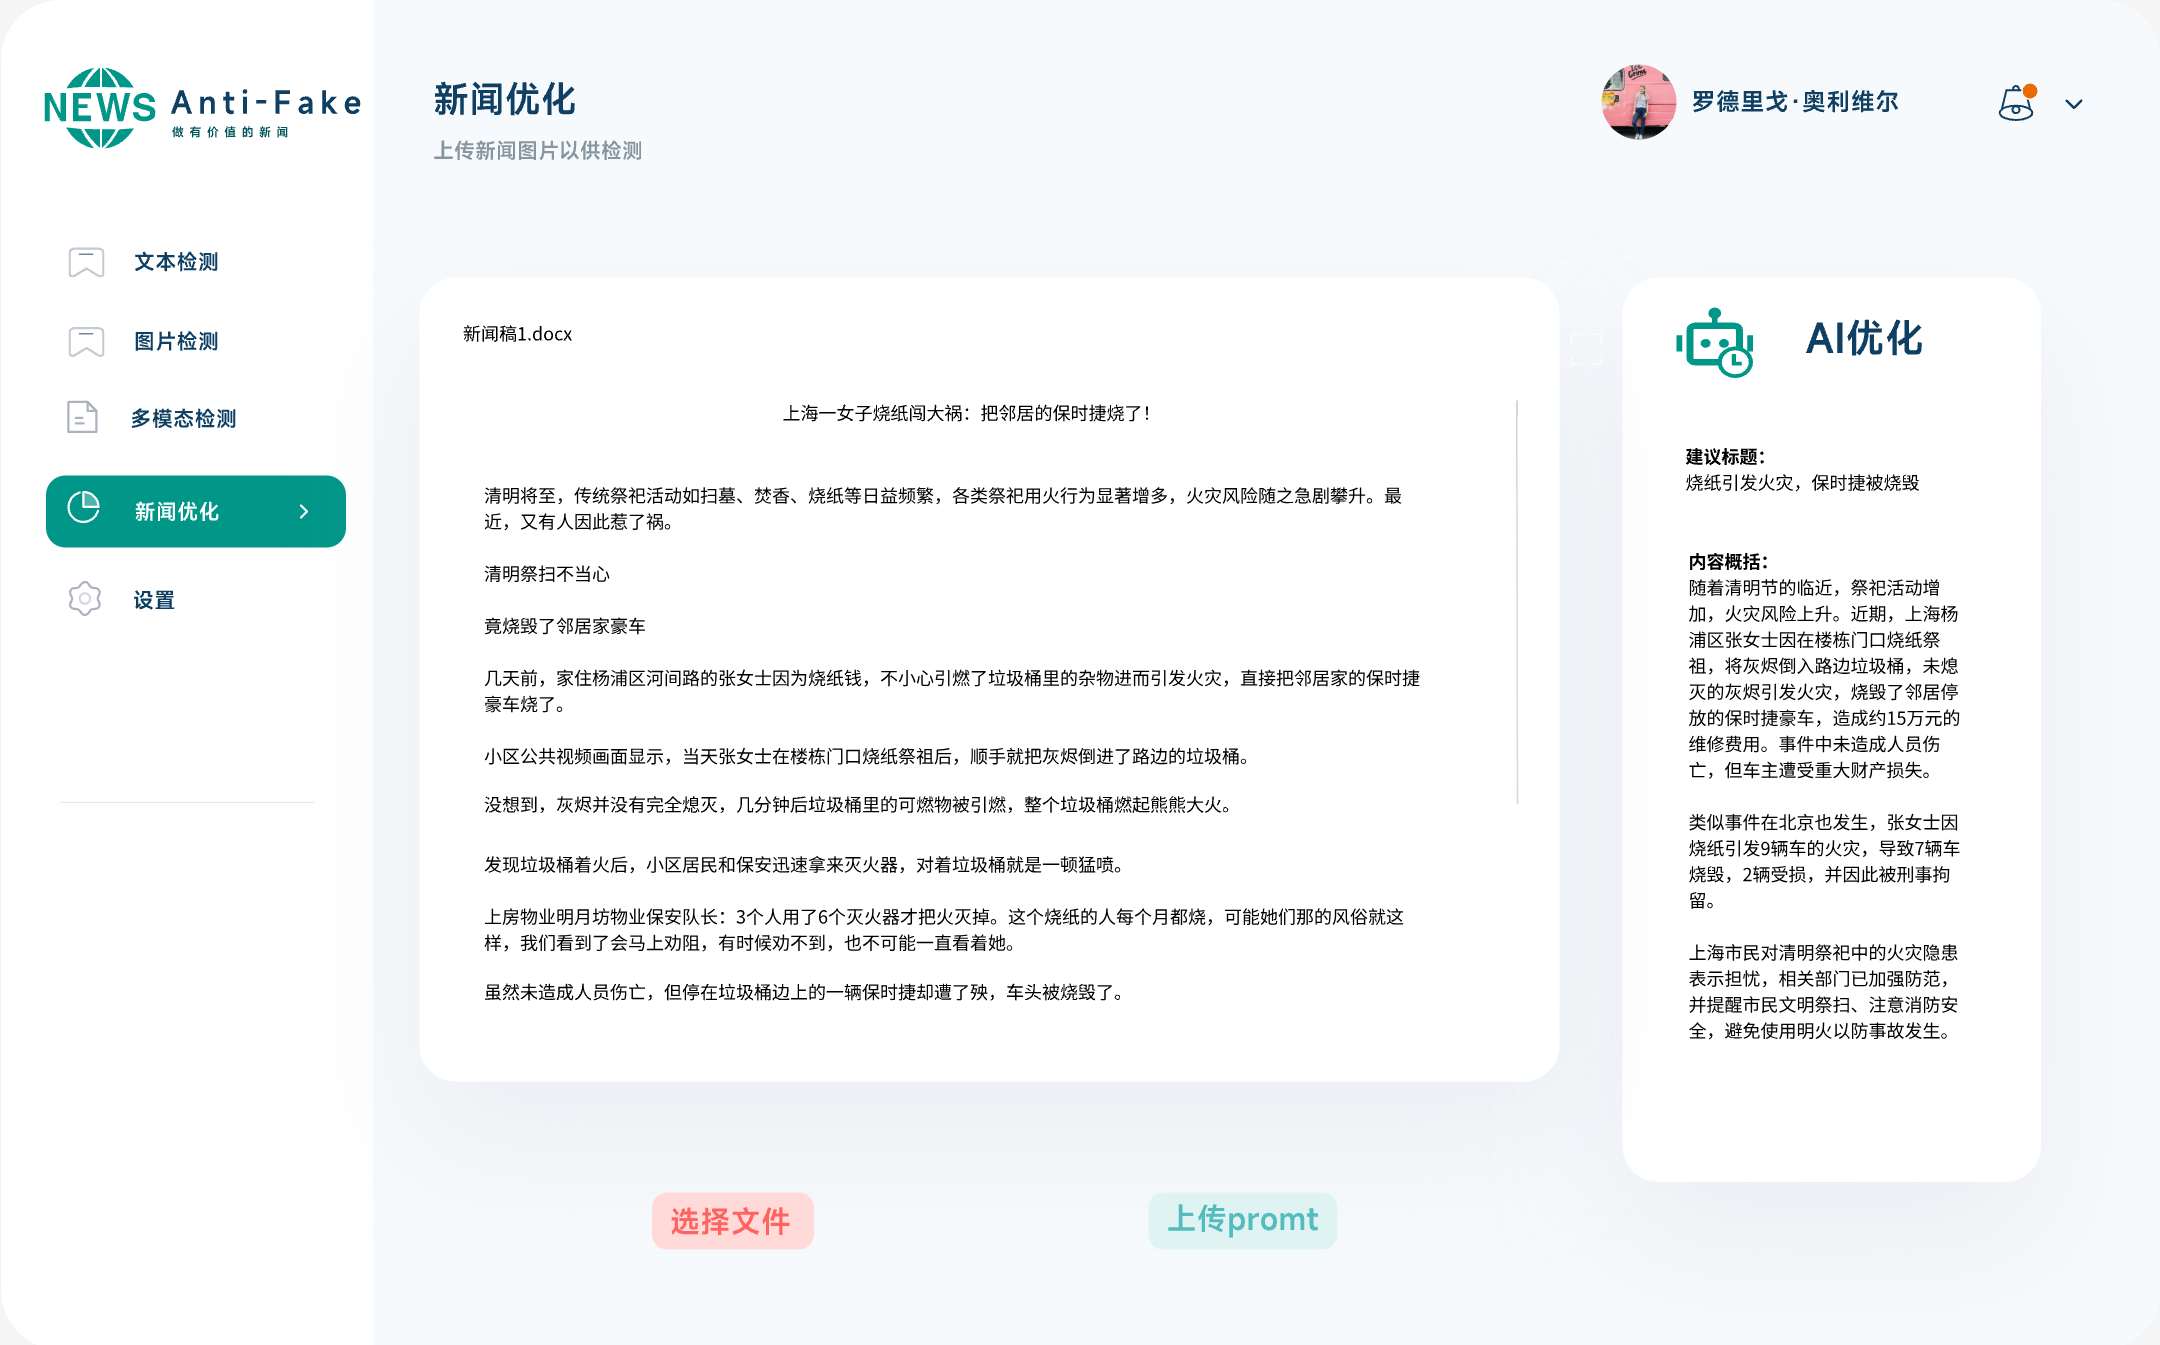 NEWS
Anti-Fake
做有价值的新闻
文本检测
图片检测
多模态检测
新闻优化
设置
新闻优化
上传新闻图片以供检测
罗德里戈·奥利维尔
新闻稿1.docx
上海一女子烧纸闯大祸：把邻居的保时捷烧了！
清明将至，传统祭祀活动如扫墓、焚香、烧纸等日益频繁，各类祭祀用火行为显著增多，火灾风险随之急剧攀升。最
近，又有人因此惹了祸。
清明祭扫不当心
竟烧毁了邻居家豪车
几天前，家住杨浦区河间路的张女士因为烧纸钱，不小心引燃了垃圾桶里的杂物进而引发火灾，直接把邻居家的保时捷
豪车烧了。
小区公共视频画面显示，当天张女士在楼栋门口烧纸祭祖后，顺手就把灰烬倒进了路边的垃圾桶。
没想到，灰烬并没有完全熄灭，几分钟后垃圾桶里的可燃物被引燃，整个垃圾桶燃起熊熊大火。
发现垃圾桶着火后，小区居民和保安迅速拿来灭火器，对着垃圾桶就是一顿猛喷。
上房物业明月坊物业保安队长：3个人用了6个灭火器才把火灭掉。这个烧纸的人每个月都烧，可能她们那的风俗就这
样，我们看到了会马上劝阻，有时候劝不到，也不可能一直看着她。
虽然未造成人员伤亡，但停在垃圾桶边上的一辆保时捷却遭了殃，车头被烧毁了。
选择文件
上传promt
AI优化
建议标题：
烧纸引发火灾，保时捷被烧毁
内容概括：
随着清明节的临近，祭祀活动增
加，火灾风险上升。近期，上海杨
浦区张女士因在楼栋门口烧纸祭
祖，将灰烬倒入路边垃圾桶，未熄
灭的灰烬引发火灾，烧毁了邻居停
放的保时捷豪车，造成约15万元的
维修费用。事件中未造成人员伤
亡，但车主遭受重大财产损失。
类似事件在北京也发生，张女士因
烧纸引发9辆车的火灾，导致7辆车
烧毁，2辆受损，并因此被刑事拘
留。
上海市民对清明祭祀中的火灾隐患
表示担忧，相关部门已加强防范，
并提醒市民文明祭扫、注意消防安
全，避免使用明火以防事故发生。